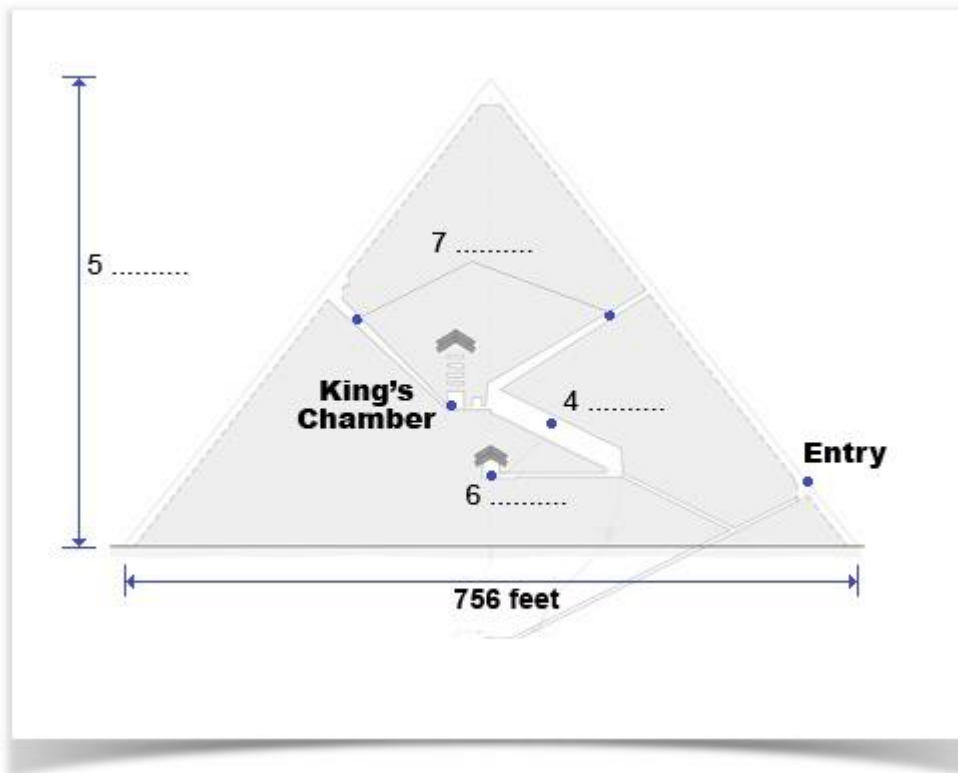 7 ..........
5 ..........
King's
Chamber
4 ..........
Entry
6 ..........
756 feet